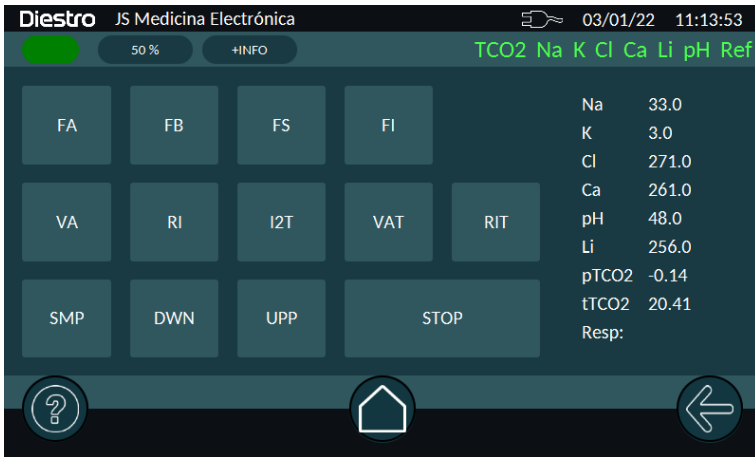 Diestro JS Medicina Electrónica 03/01/22 11:13:53
50 % +INFO TCO2 Na K Cl Ca Li pH Ref
FA FB FS FI
VA RI I2T VAT RIT
SMP DWN UPP STOP
Na 33.0
K 3.0
Cl 271.0
Ca 261.0
pH 48.0
Li 256.0
pTCO2 -0.14
tTCO2 20.41
Resp:
?